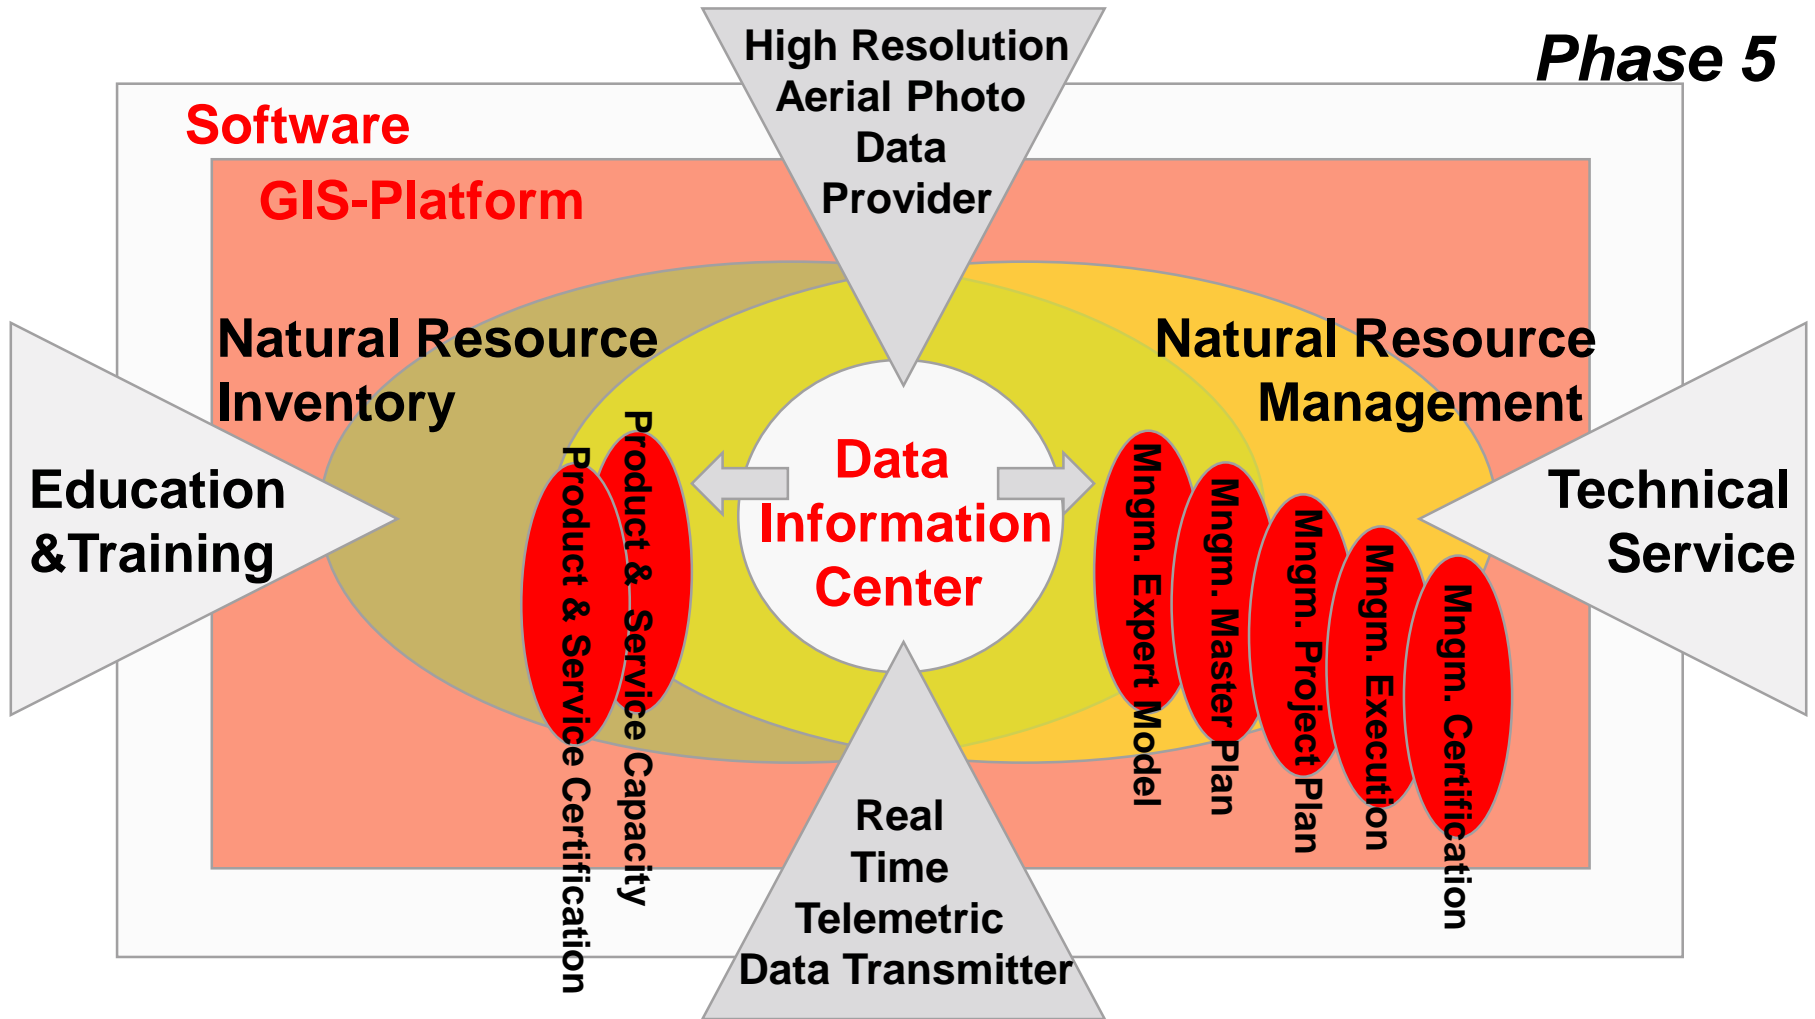 Phase 5
High Resolution
Aerial Photo
Data
Provider
Software
GIS-Platform
Natural Resource
Inventory
Natural Resource
Management
Education
&Training
Technical
Service
Data
Information
Center
Product & Service Certification
Product & Service Capacity
Mngm. Expert Model
Mngm. Master Plan
Mngm. Project Plan
Mngm. Execution
Mngm. Certification
Real
Time
Telemetric
Data Transmitter